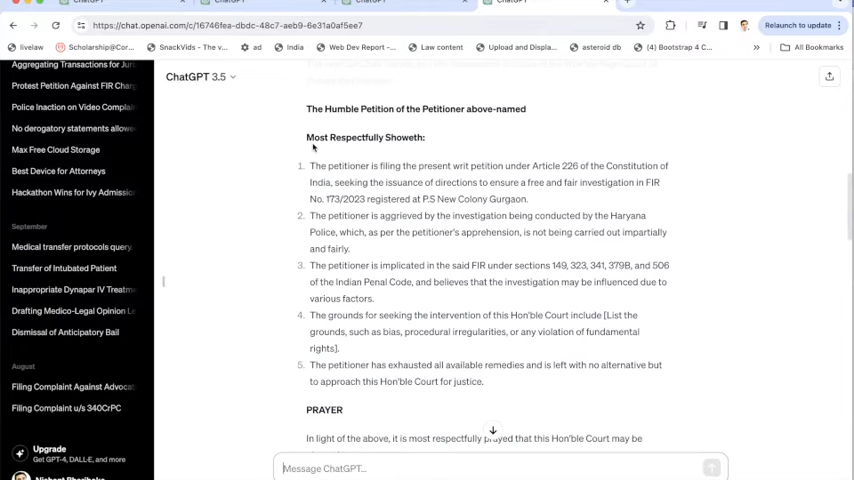 ChatGPT
ChatGPT
ChatGPT
ChatGPT
https://chat.openai.com/c/16746fea-dbdc-48c7-aeb9-6e31a0af5ee7
Relaunch to update
livelaw
Scholarship@Cor...
SnackVids - The v...
ad
India
Web Dev Report -...
Law content
Upload and Displa...
asteroid db
(4) Bootstrap 4 C...
»
All Bookmarks
Aggregating Transactions for Juri
Protest Petition Against FIR Char
Police Inaction on Video Complai
No derogatory statements allowe
Max Free Cloud Storage
Best Device for Attorneys
Hackathon Wins for Ivy Admissio
September
Medical transfer protocols query.
Transfer of Intubated Patient
Inappropriate Dynapar IV Treatm
Drafting Medico-Legal Opinion L
Dismissal of Anticipatory Bail
August
Filing Complaint Against Advocat
Filing Complaint u/s 340CrPC
Upgrade
Get GPT-4, DALL·E, and more
ChatGPT 3.5
The Humble Petition of the Petitioner above-named
Most Respectfully Showeth:
1. The petitioner is filing the present writ petition under Article 226 of the Constitution of
India, seeking the issuance of directions to ensure a free and fair investigation in FIR
No. 173/2023 registered at P.S New Colony Gurgaon.
2. The petitioner is aggrieved by the investigation being conducted by the Haryana
Police, which, as per the petitioner's apprehension, is not being carried out impartially
and fairly.
3. The petitioner is implicated in the said FIR under sections 149, 323, 341, 379B, and 506
of the Indian Penal Code, and believes that the investigation may be influenced due to
various factors.
4. The grounds for seeking the intervention of this Hon'ble Court include [List the
grounds, such as bias, procedural irregularities, or any violation of fundamental
rights].
5. The petitioner has exhausted all available remedies and is left with no alternative but
to approach this Hon'ble Court for justice.
PRAYER
In light of the above, it is most respectfully prayed that this Hon'ble Court may be
Message ChatGPT...